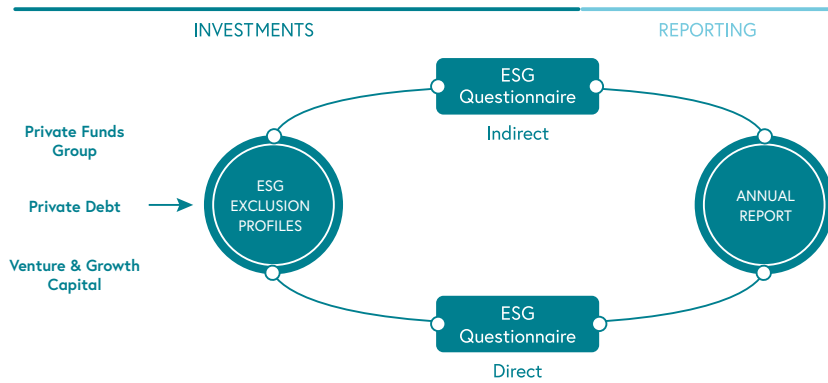 INVESTMENTS
REPORTING
ESG
Questionnaire
Indirect
Private Funds
Group
Private Debt
Venture & Growth
Capital
ESG
EXCLUSION
PROFILES
ANNUAL
REPORT
ESG
Questionnaire
Direct